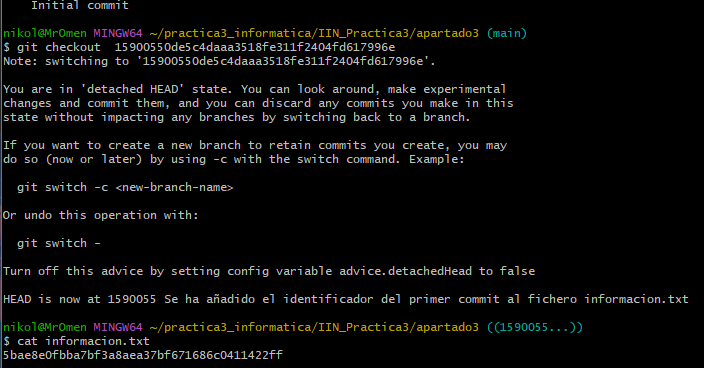 Initial commit
nikol@MrOmen MINGW64 ~/practica3_informatica/IIN_Practica3/apartado3 (main)
$ git checkout  15900550de5c4daaa3518fe311f2404fd617996e
Note: switching to '15900550de5c4daaa3518fe311f2404fd617996e'.
You are in 'detached HEAD' state. You can look around, make experimental
changes and commit them, and you can discard any commits you make in this
state without impacting any branches by switching back to a branch.
If you want to create a new branch to retain commits you create, you may
do so (now or later) by using -c with the switch command. Example:
git switch -c <new-branch-name>
Or undo this operation with:
git switch -
Turn off this advice by setting config variable advice.detachedHead to false
HEAD is now at 1590055 Se ha añadido el identificador del primer commit al fichero informacion.txt
nikol@MrOmen MINGW64 ~/practica3_informatica/IIN_Practica3/apartado3 ((1590055...))
$ cat informacion.txt
5bae8e0fbba7bf3a8aea37bf671686c0411422ff